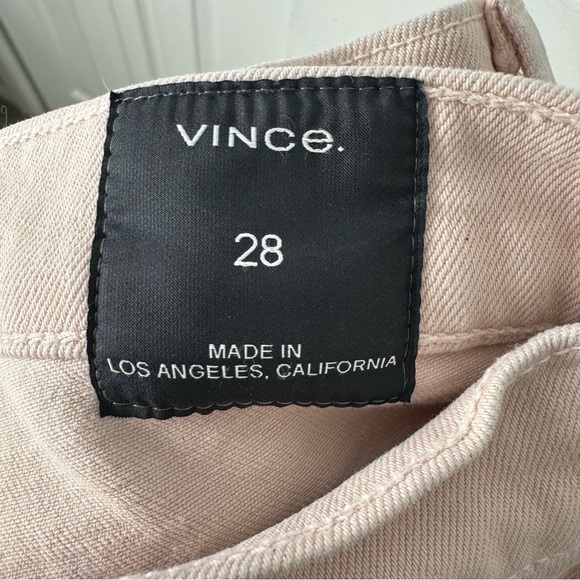 VINCe.
28
MADE IN
LOS ANGELES, CALIFORNIA